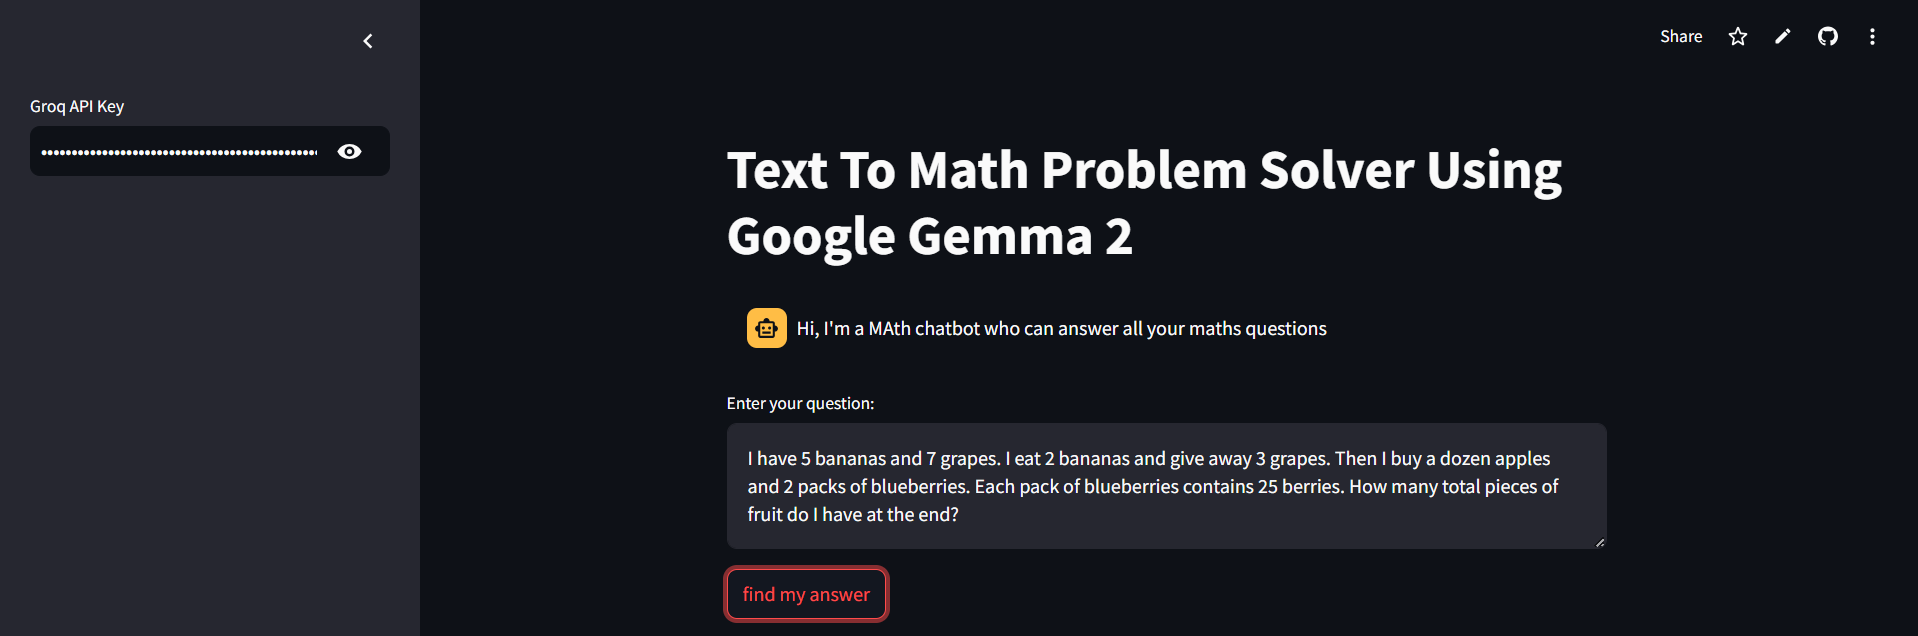 Share
Groq API Key
Text To Math Problem Solver Using
Google Gemma 2
Hi, I'm a MAth chatbot who can answer all your maths questions
Enter your question:
I have 5 bananas and 7 grapes. I eat 2 bananas and give away 3 grapes. Then I buy a dozen apples
and 2 packs of blueberries. Each pack of blueberries contains 25 berries. How many total pieces of
fruit do I have at the end?
find my answer